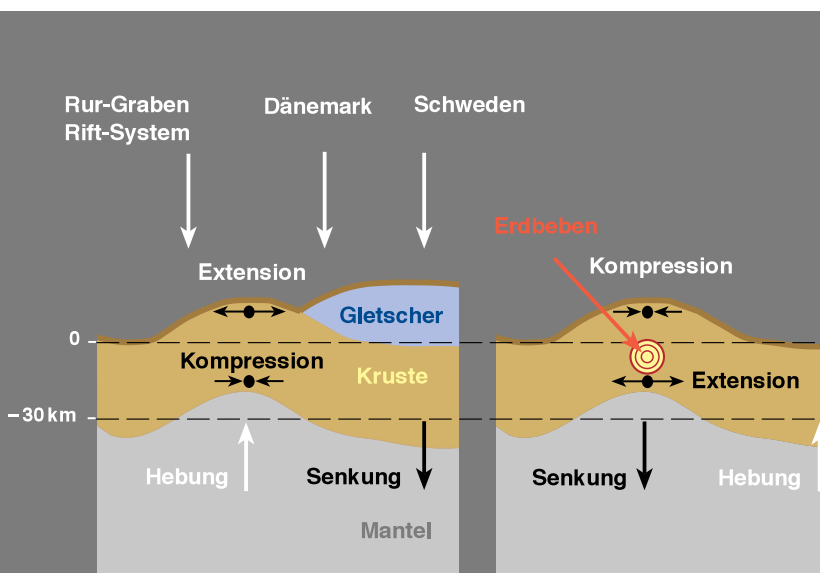 Rur-Graben
Rift-System
Dänemark
Schweden
Erdbeben
Extension
Kompression
Gletscher
0
Kompression
Kruste
Extension
−30 km
Hebung
Senkung
Senkung
Hebung
Mantel